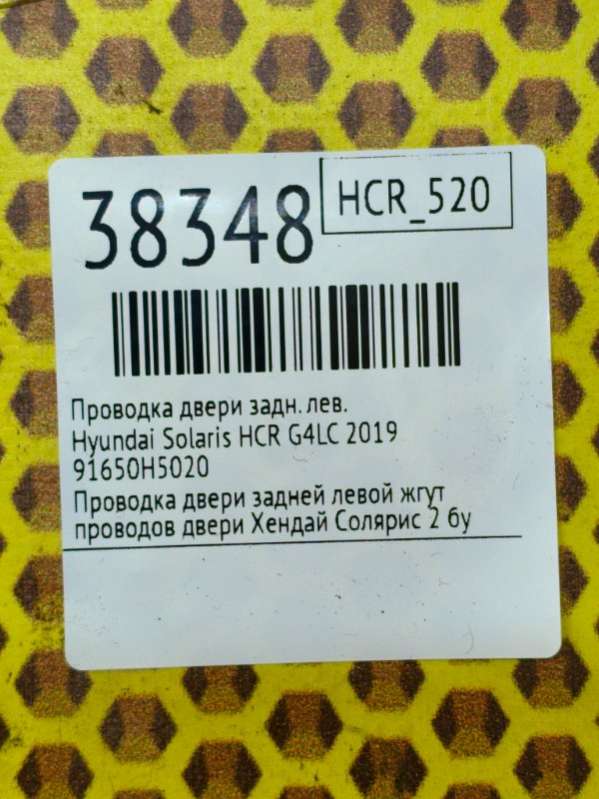 38348
HCR_520
Проводка двери задн. лев.
Hyundai Solaris HCR G4LC 2019
91650H5020
Проводка двери задней левой жгут
проводов двери Хендай Солярис 2 бу